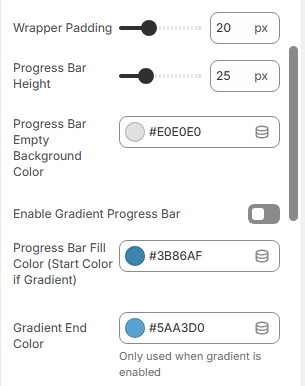 Wrapper Padding 20 px
Progress Bar
Height 25 px
Progress Bar
Empty
Background
Color #E0E0E0
Enable Gradient Progress Bar
Progress Bar Fill
Color (Start Color
if Gradient) #3B86AF
Gradient End
Color #5AA3D0
Only used when gradient is
enabled